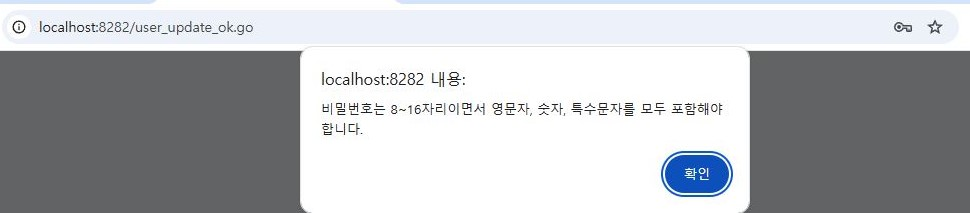 localhost:8282/user_update_ok.go
localhost:8282 내용:
비밀번호는 8~16자리이면서 영문자, 숫자, 특수문자를 모두 포함해야
합니다.
확인